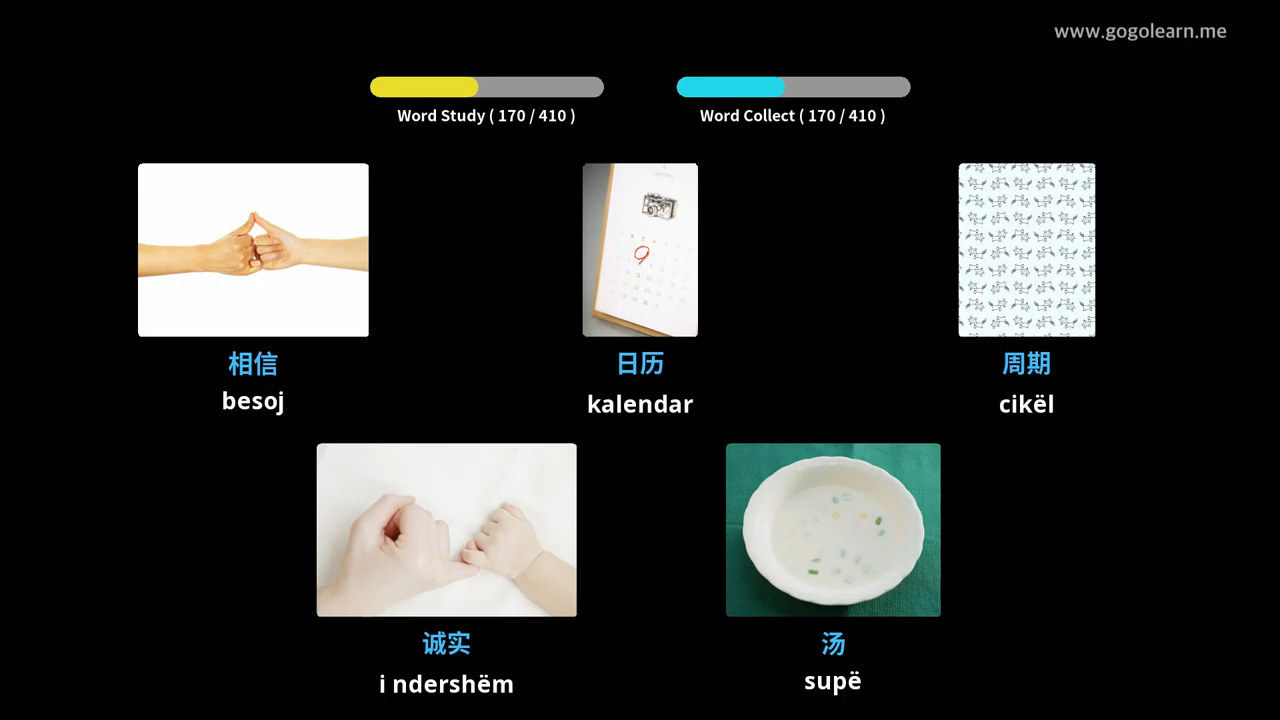 www.gogolearn.me
Word Study ( 170 / 410 )
Word Collect ( 170 / 410 )
相信
besoj
日历
kalendar
周期
cikël
诚实
i ndershëm
汤
supë